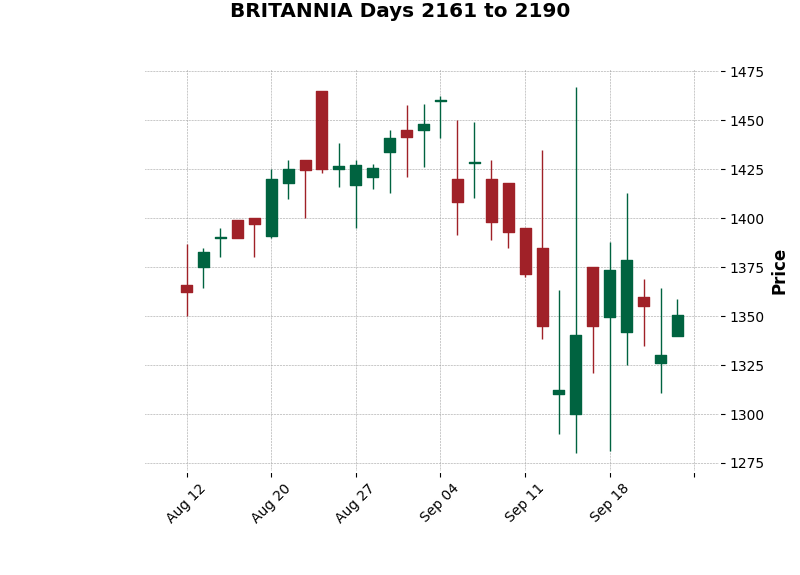 BRITANNIA Days 2161 to 2190
1475
1450
1425
1400
1375
1350
1325
1300
1275
Price
Aug 12
Aug 20
Aug 27
Sep 04
Sep 11
Sep 18